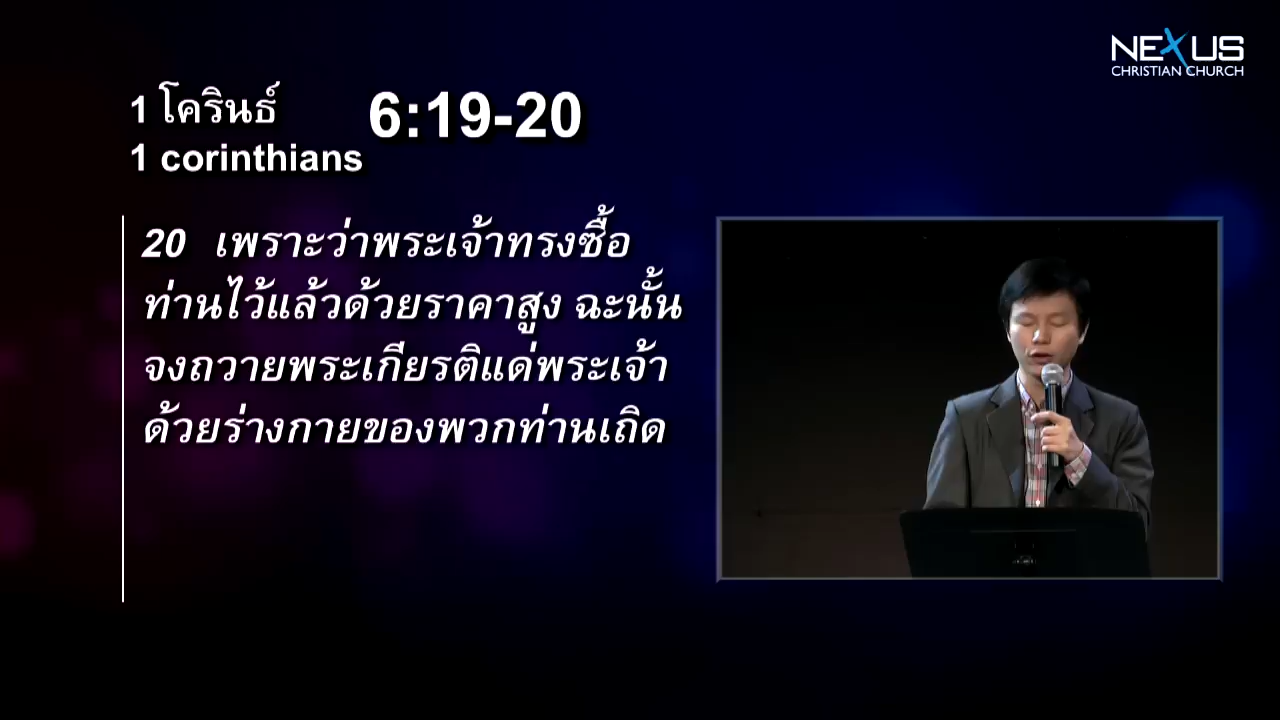 NEXUS
CHRISTIAN CHURCH
1 โครินธ์
1 corinthians
6:19-20
20 เพราะว่าพระเจ้าทรงซื้อ
ท่านไว้แล้วด้วยราคาสูง ฉะนั้น
จงถวายพระเกียรติแด่พระเจ้า
ด้วยร่างกายของพวกท่านเถิด